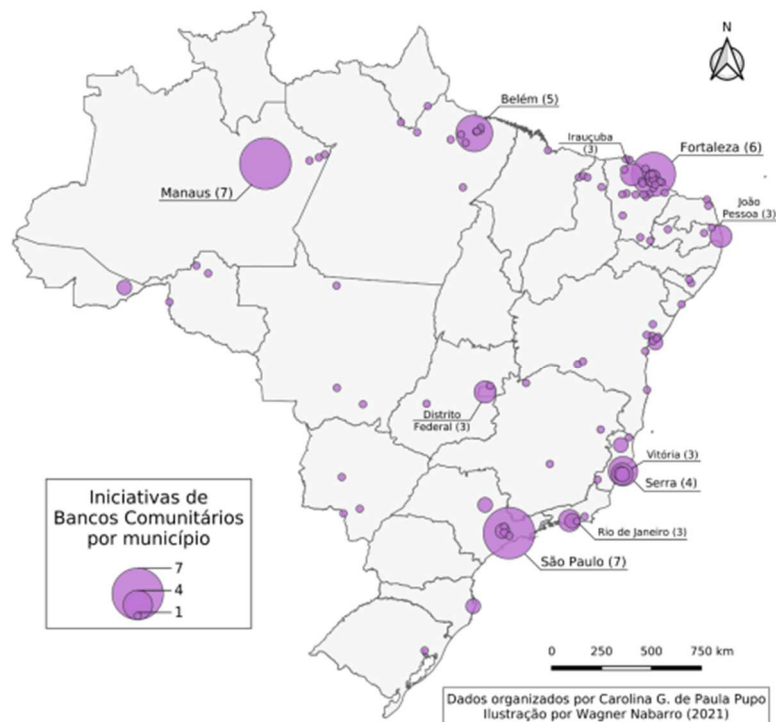 N
Belém (5)
Irauçuba
(3)
Fortaleza (6)
Manaus (7)
João
Pessoa (3)
Distrito
Federal (3)
Vitória (3)
Serra (4)
Rio de Janeiro (3)
São Paulo (7)
Iniciativas de
Bancos Comunitários
por município
7
4
1
0 250 500 750 km
Dados organizados por Carolina G. de Paula Pupo
Ilustração por Wagner Nabarro (2021)